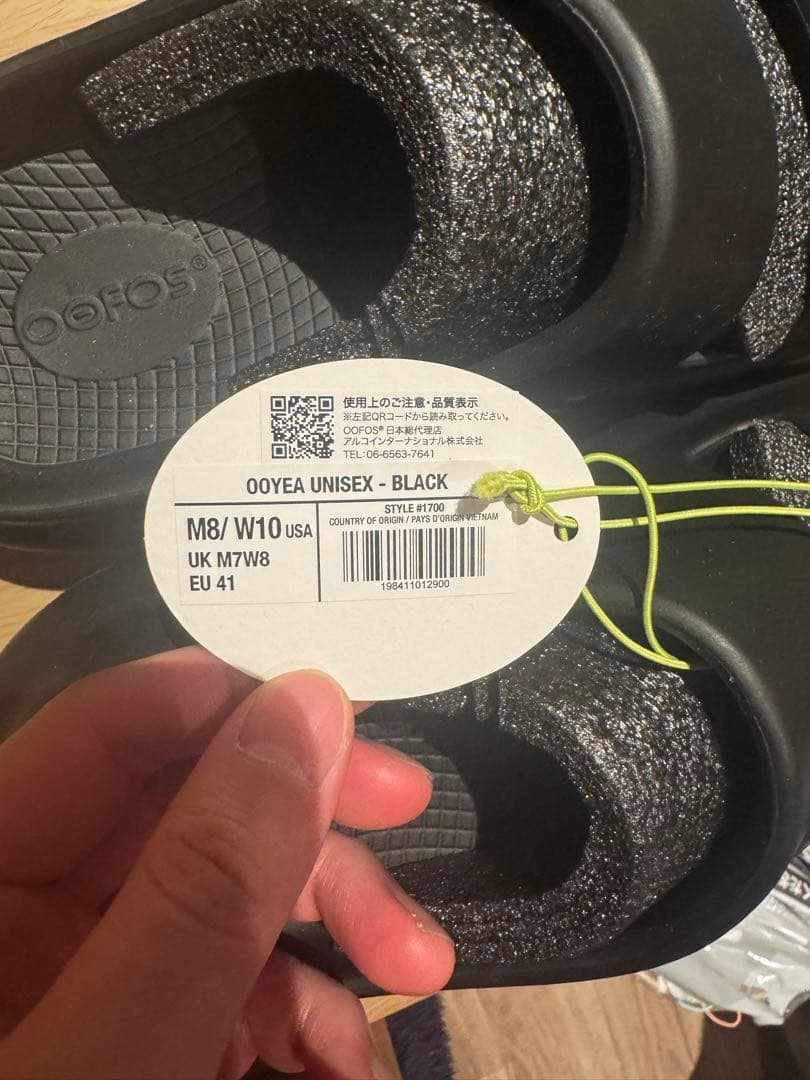 OOFOS®
使用上のご注意・品質表示
※左記QRコードから読み取ってください。
OOFOS® 日本総代理店
アルコインターナショナル株式会社
TEL:06-6563-7641
OOYEA UNISEX - BLACK
M8/ W10 USA
UK M7W8
EU 41
STYLE #1700
COUNTRY OF ORIGIN / PAYS D'ORIGIN VIETNAM
198411012900